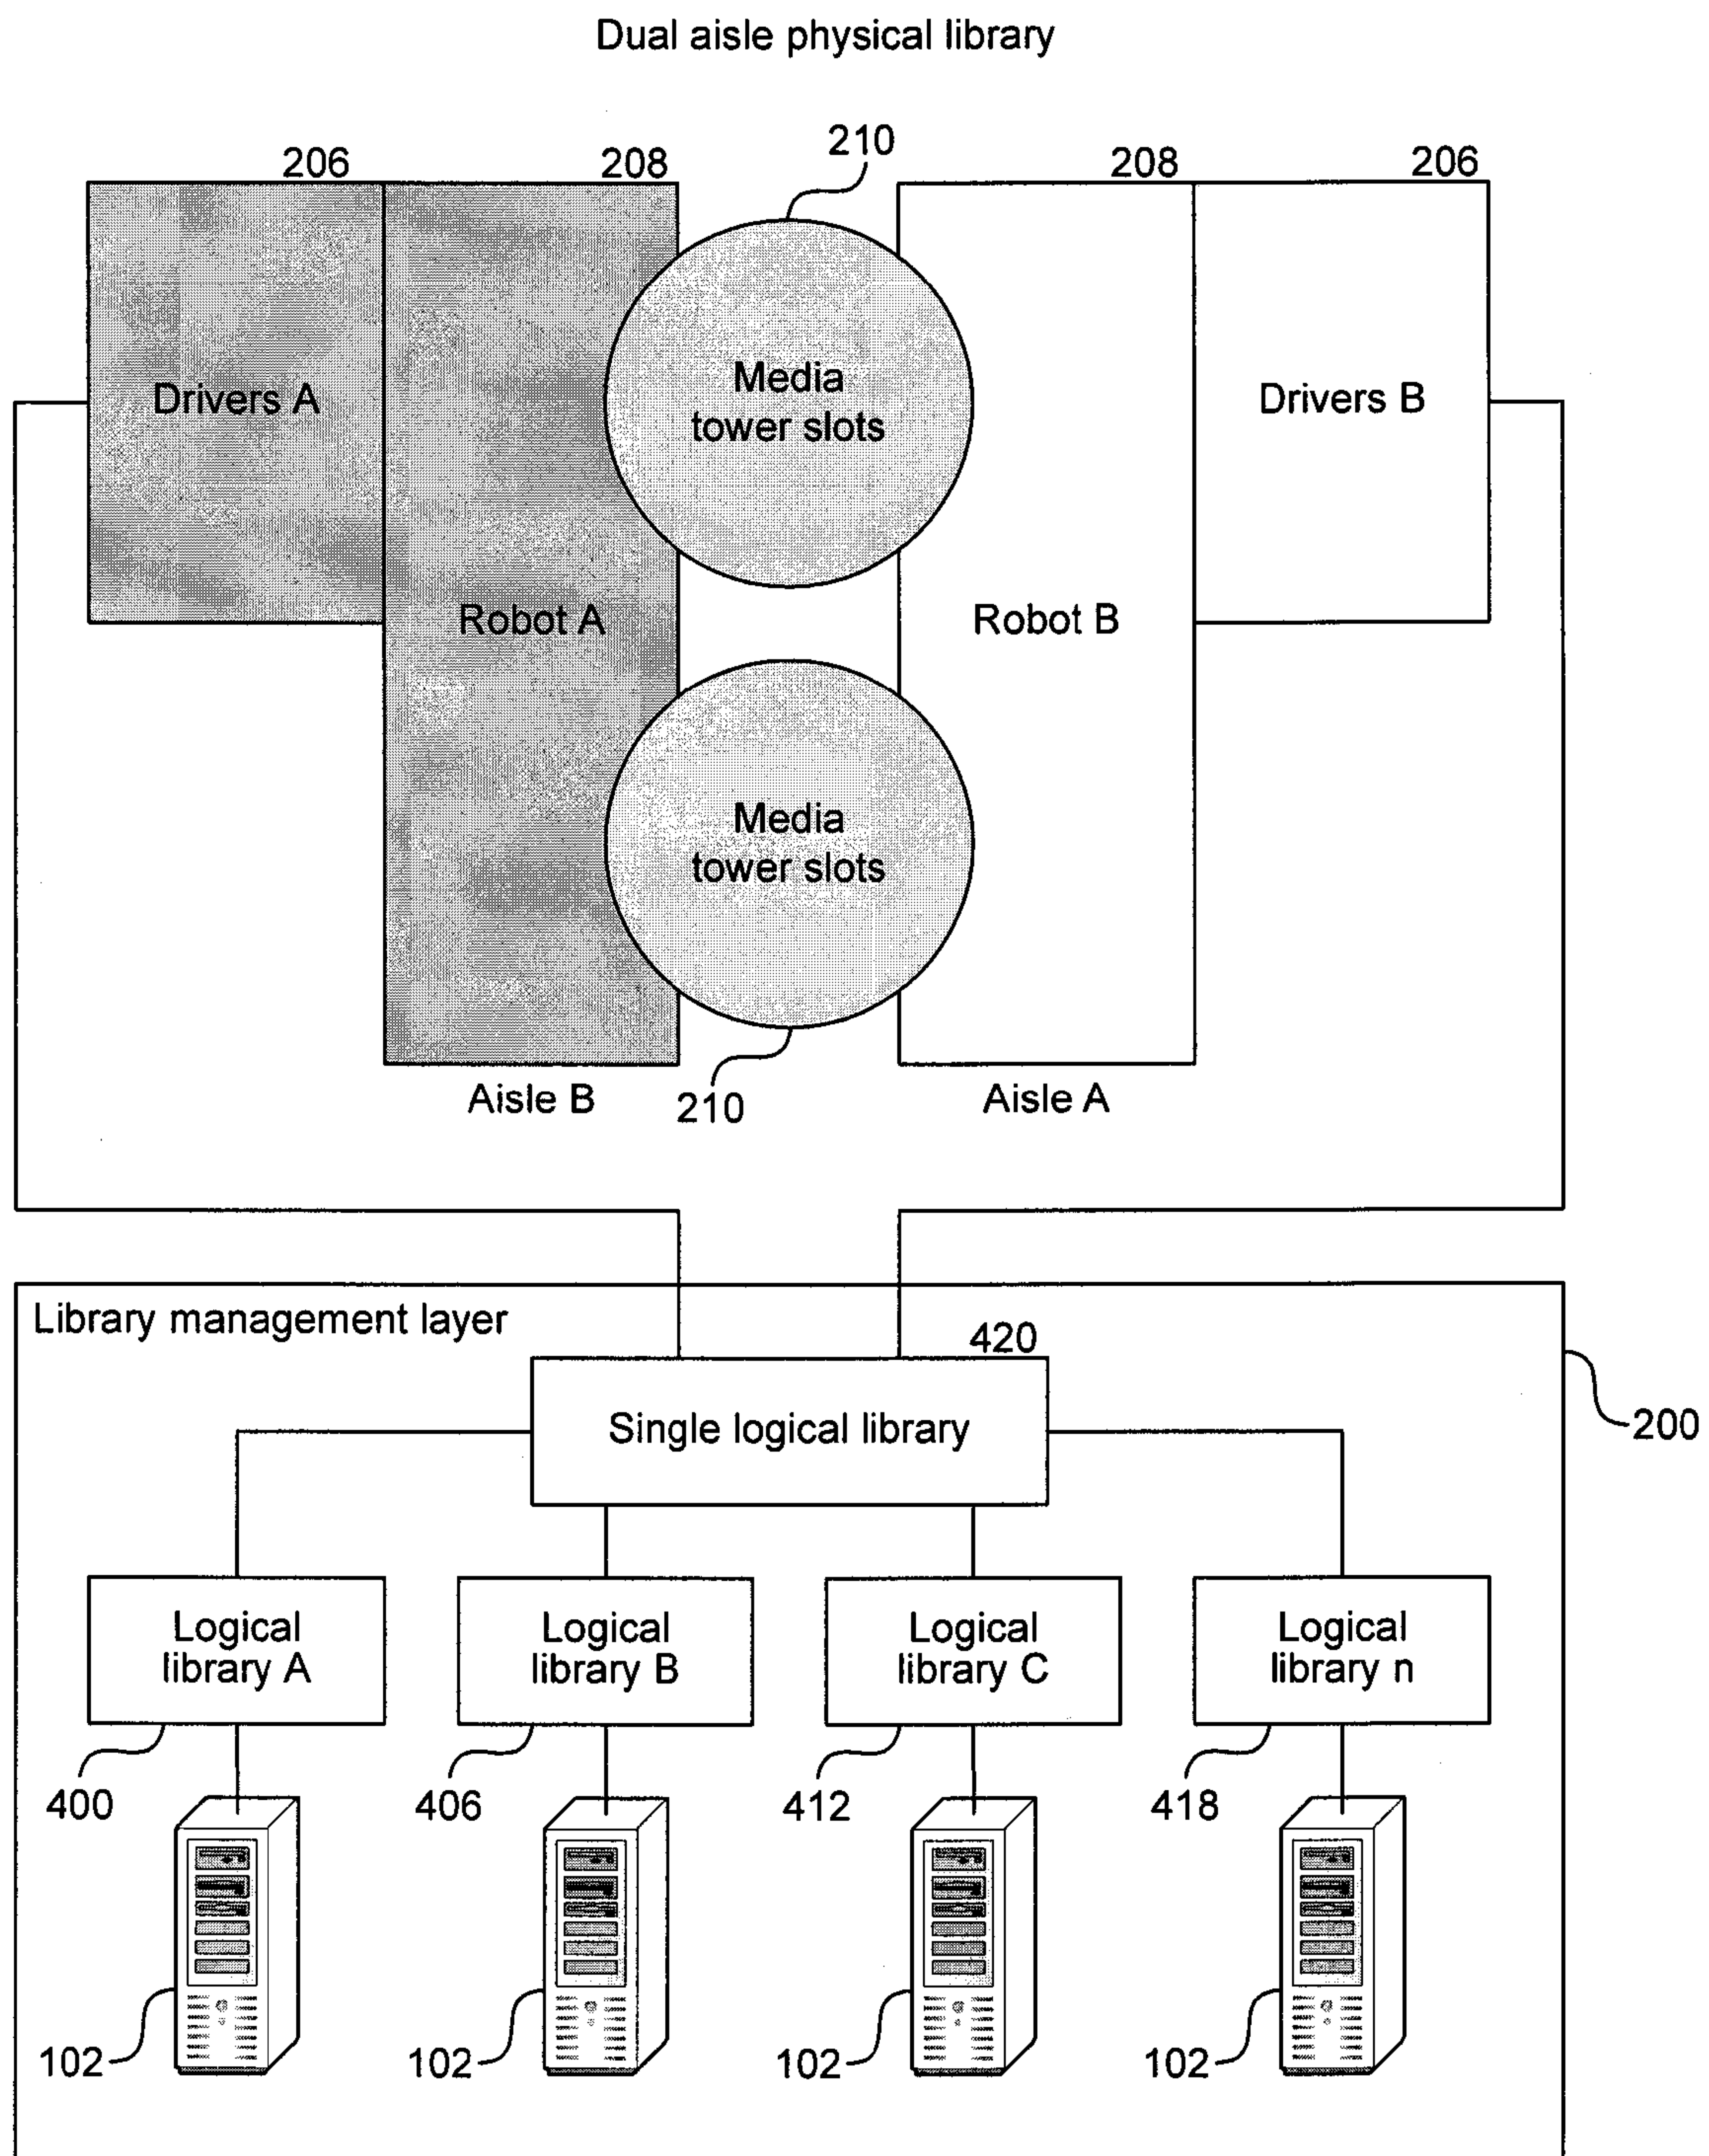 Dual aisle physical library
206
208
210
208
206
Drivers A
Media
tower slots
Drivers B
Robot A
Robot B
Media
tower slots
Aisle B
210
Aisle A
Library management layer
420
Single logical library
200
Logical
library A
Logical
library B
Logical
library C
Logical
library n
400
406
412
418
102
102
102
102